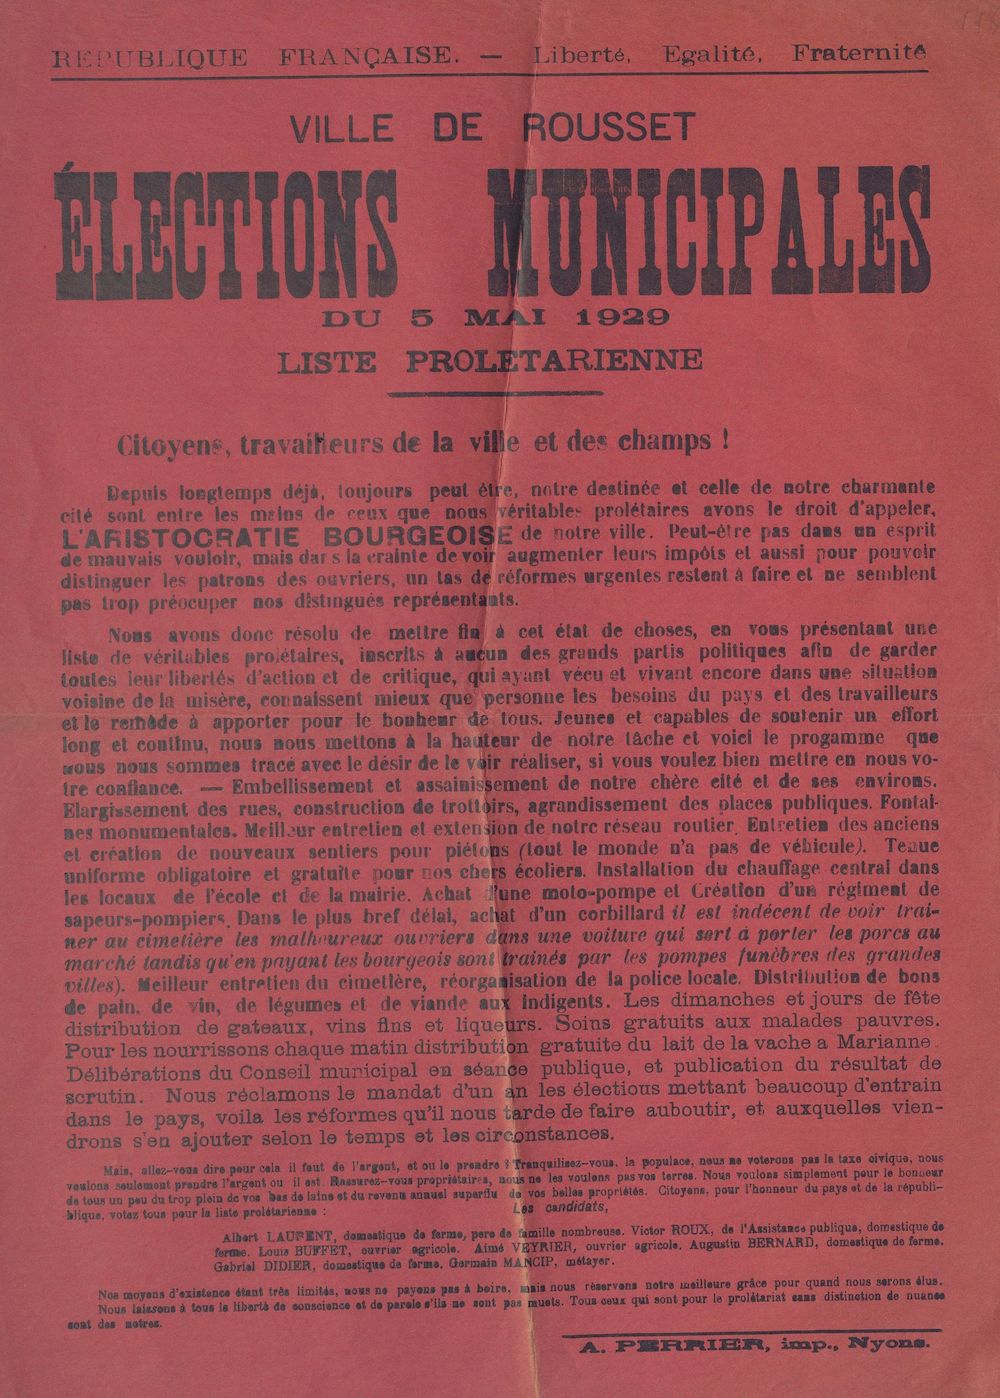 REPUBLIQUE FRANÇAISE. — Liberté, Egalité, Fraternité
VILLE DE ROUSSET
ÉLECTIONS MUNICIPALES
DU 5 MAI 1929
LISTE PROLETARIENNE
Citoyens, travailleurs de la ville et des champs !
Depuis longtemps déjà, toujours peut être, notre destinée et celle de notre charmante
cité sont entre les mains de ceux que nous véritables prolétaires avons le droit d'appeler,
L'ARISTOCRATIE BOURGEOISE de notre ville. Peut-être pas dans un esprit
de mauvais vouloir, mais dans la crainte de voir augmenter leurs impôts et aussi pour pouvoir
distinguer les patrons des ouvriers, un tas de réformes urgentes restent à faire et ne semblent
pas trop préocuper nos distingués représentants.
Nous avons donc résolu de mettre fin à cet état de choses, en vous présentant une
liste de véritables prolétaires, inscrits à aucun des grands partis politiques afin de garder
toutes leur libertés d'action et de critique, qui ayant vécu et vivant encore dans une situation
voisine de la misère, connaissent mieux que personne les besoins du pays et des travailleurs
et le remède à apporter pour le bonheur de tous. Jeunes et capables de soutenir un effort
long et continu, nous nous mettons à la hauteur de notre tâche et voici le progamme que
nous nous sommes tracé avec le désir de le voir réaliser, si vous voulez bien mettre en nous vo-
tre confiance. — Embellissement et assainissement de notre chère cité et de ses environs.
Elargissement des rues, construction de trottoirs, agrandissement des places publiques. Fontai-
nes monumentales. Meilleur entretien et extension de notre réseau routier. Entretien des anciens
et création de nouveaux sentiers pour piétons (tout le monde n'a pas de véhicule). Tenue
uniforme obligatoire et gratuite pour nos chers écoliers. Installation du chauffage central dans
les locaux de l'école et de la mairie. Achat d'une moto-pompe et Création d'un régiment de
sapeurs-pompiers. Dans le plus bref délai, achat d'un corbillard il est indécent de voir trai-
ner au cimetière les malheureux ouvriers dans une voiture qui sert à porter les porcs au
marché tandis qu'en payant les bourgeois sont trainés par les pompes funèbres des grandes
villes). Meilleur entretien du cimetière, réorganisation de la police locale. Distribution de bons
de pain, de vin, de légumes et de viande aux indigents. Les dimanches et jours de fête
distribution de gateaux, vins fins et liqueurs. Soins gratuits aux malades pauvres.
Pour les nourrissons chaque matin distribution gratuite du lait de la vache a Marianne.
Délibérations du Conseil municipal en séance publique, et publication du résultat de
scrutin. Nous réclamons le mandat d'un an les élections mettant beaucoup d'entrain
dans le pays, voila les réformes qu'il nous tarde de faire auboutir, et auxquelles vien-
drons s'en ajouter selon le temps et les circonstances.
Mais, allez-vous dire pour cela il faut de l'argent, et ou le prendre ? Tranquilisez-vous, la populace, nous ne voterons pas la taxe civique, nous
voulons seulement prendre l'argent ou il est. Rassurez-vous propriétaires, nous ne les voulons pas vos terres. Nous voulons simplement pour le bonheur
de tous un peu du trop plein de vos bas de laine et du revenu annuel superflu de vos belles propriétés. Citoyens, pour l'honneur du pays et de la républi-
blique, votez tous pour la liste prolétarienne :
Les candidats,
Albert LAURENT, domestique de ferme, pere de famille nombreuse. Victor ROUX, de l'Assistance publique, domestique de
ferme. Louis BUFFET, ouvrier agricole. Aimé VEYRIER, ouvrier agricole. Augustin BERNARD, domestique de ferme.
Gabriel DIDIER, domestique de ferme. Germain MANCIP, métayer.
Nos moyens d'existence étant très limités, nous ne payons pas à boire, mais nous réservons notre meilleure grâce pour quand nous serons élus.
Nous laissons à tous la liberté de conscience et de parole s'ils ne sont pas muets. Tous ceux qui sont pour le prolétariat sans distinction de nuance
sont des notres.
A. PERRIER, imp., Nyons.